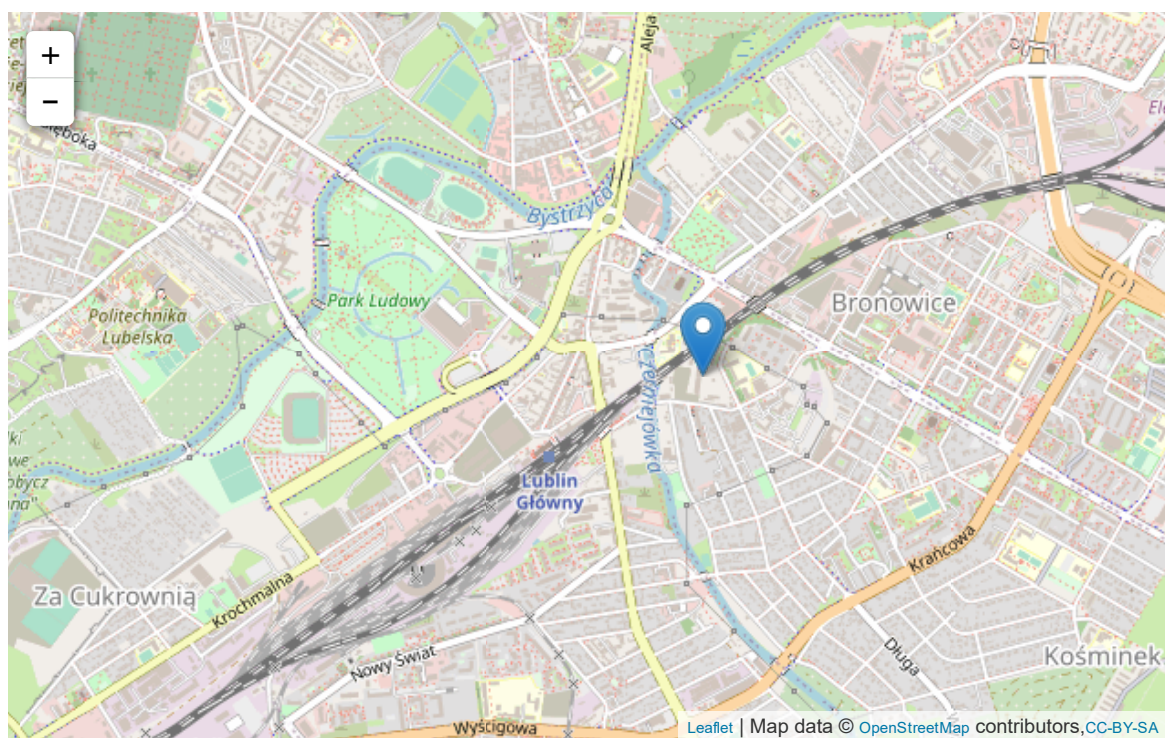 +
-
Głęboka
Aleja
Bystrzyca
Park Ludowy
Politechnika
Lubelska
Bronowice
Czerniejówka
Lublin
Główny
Za Cukrownią
Krochmalna
Krańcowa
Nowy Świat
Długa
Kośminek
Wyścigowa
Leaflet | Map data © OpenStreetMap contributors,CC-BY-SA